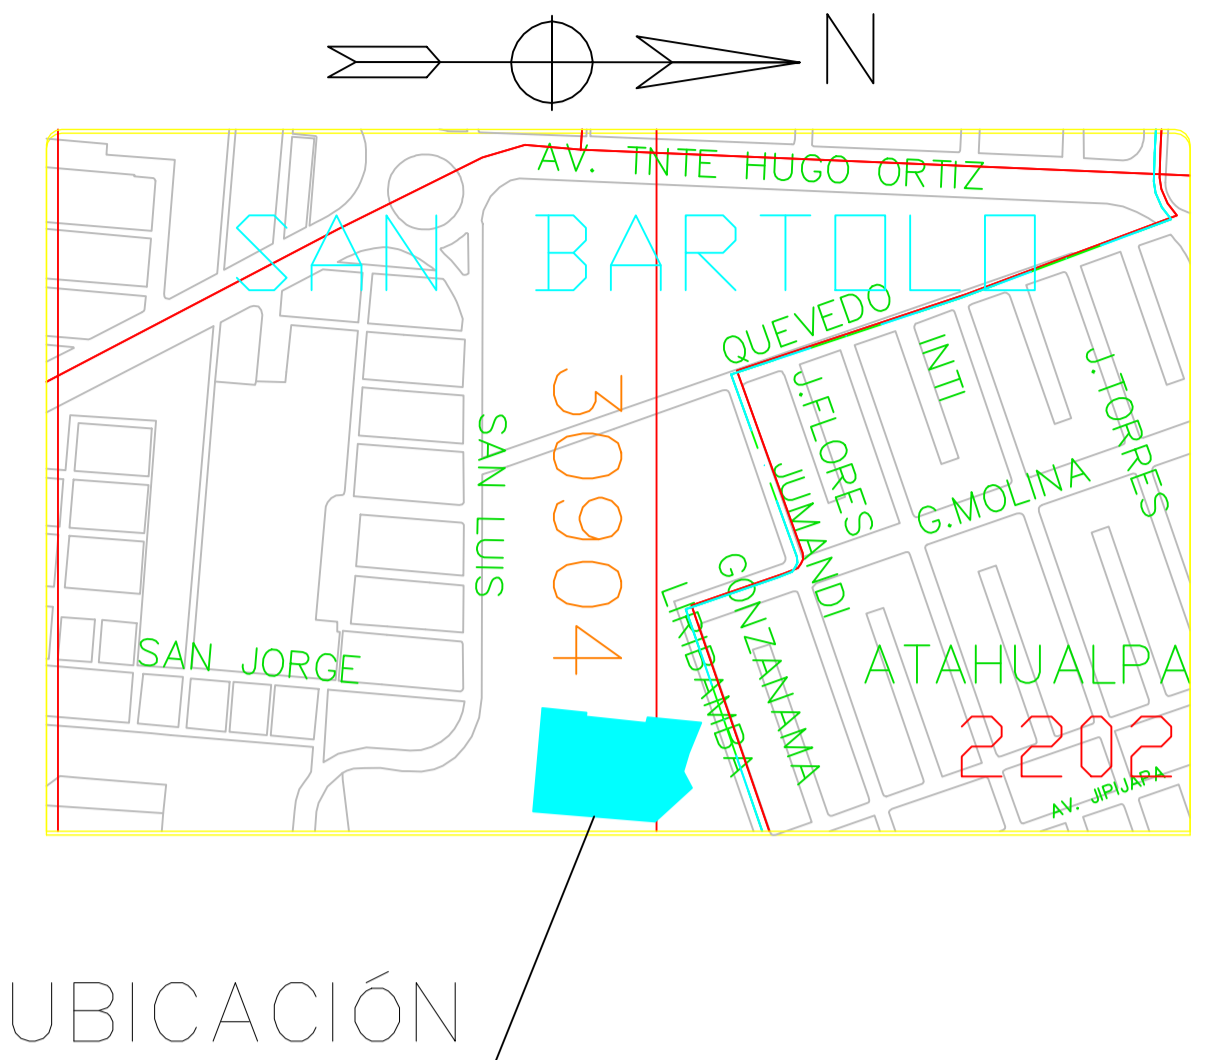 N
AV. TNTE HUGO ORTIZ
SAN BARTOLO
QUEVEDO
INTI
J.TORRES
J.FLORES
30904
SAN LUIS
G.MOLINA
JUMANDI
GONZANAMA
LIRIBAMBA
SAN JORGE
ATAHUALPA
2202
AV. JIPIJAPA
UBICACIÓN